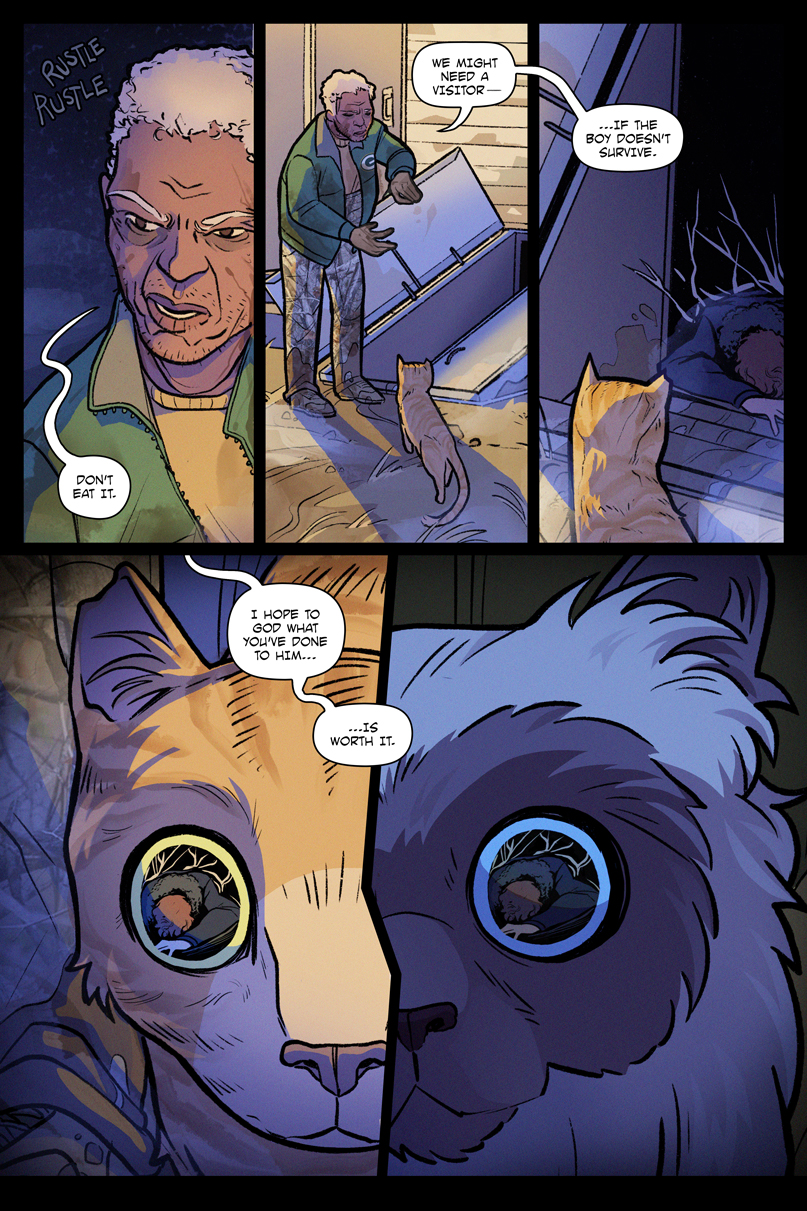 RUSTLE
RUSTLE
DON'T
EAT IT.
WE MIGHT
NEED A
VISITOR—
...IF THE
BOY DOESN'T
SURVIVE.
I HOPE TO
GOD WHAT
YOU'VE DONE
TO HIM...
...IS
WORTH IT.